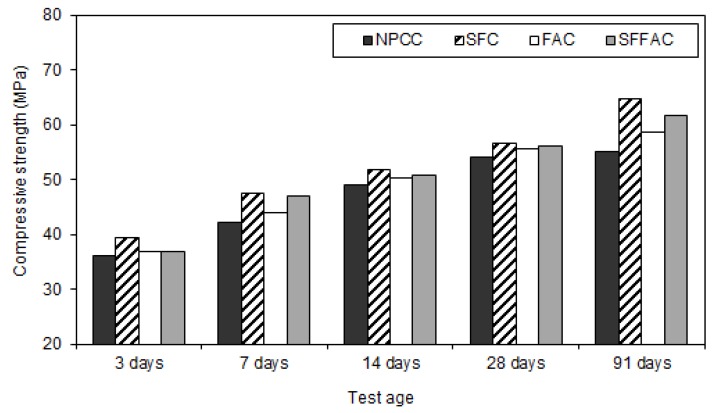 80
70
60
50
40
30
20
Compressive strength (MPa)
NPCC SFC FAC SFFAC
3 days 7 days 14 days 28 days 91 days
Test age